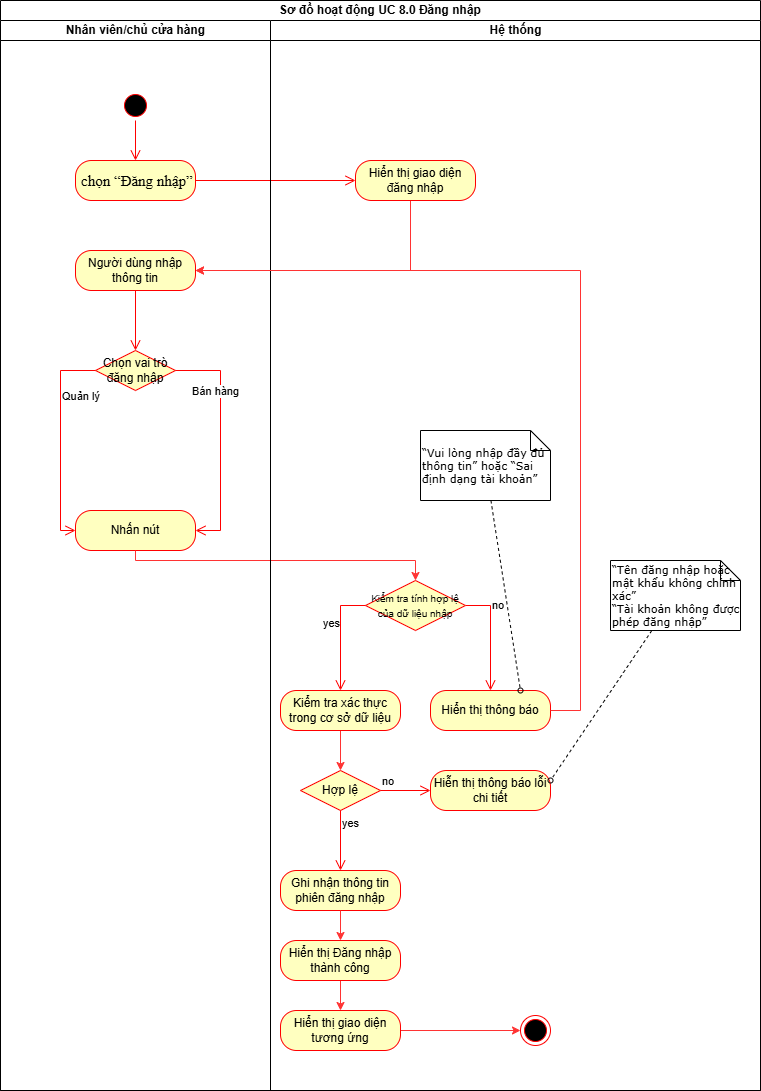 Sơ đồ hoạt động UC 8.0 Đăng nhập
Nhân viên/chủ cửa hàng
Hệ thống
chọn “Đăng nhập”
Hiển thị giao diện
đăng nhập
Người dùng nhập
thông tin
Chọn vai trò
đăng nhập
Quản lý
Bán hàng
Nhấn nút
“Vui lòng nhập đầy đủ
thông tin” hoặc “Sai
định dạng tài khoản”
“Tên đăng nhập hoặc
mật khẩu không chính
xác”
“Tài khoản không được
phép đăng nhập”
Kiểm tra tính hợp lệ
của dữ liệu nhập
yes
no
Kiểm tra xác thực
trong cơ sở dữ liệu
Hiển thị thông báo
Hợp lệ
no
Hiển thị thông báo lỗi
chi tiết
yes
Ghi nhận thông tin
phiên đăng nhập
Hiển thị Đăng nhập
thành công
Hiển thị giao diện
tương ứng